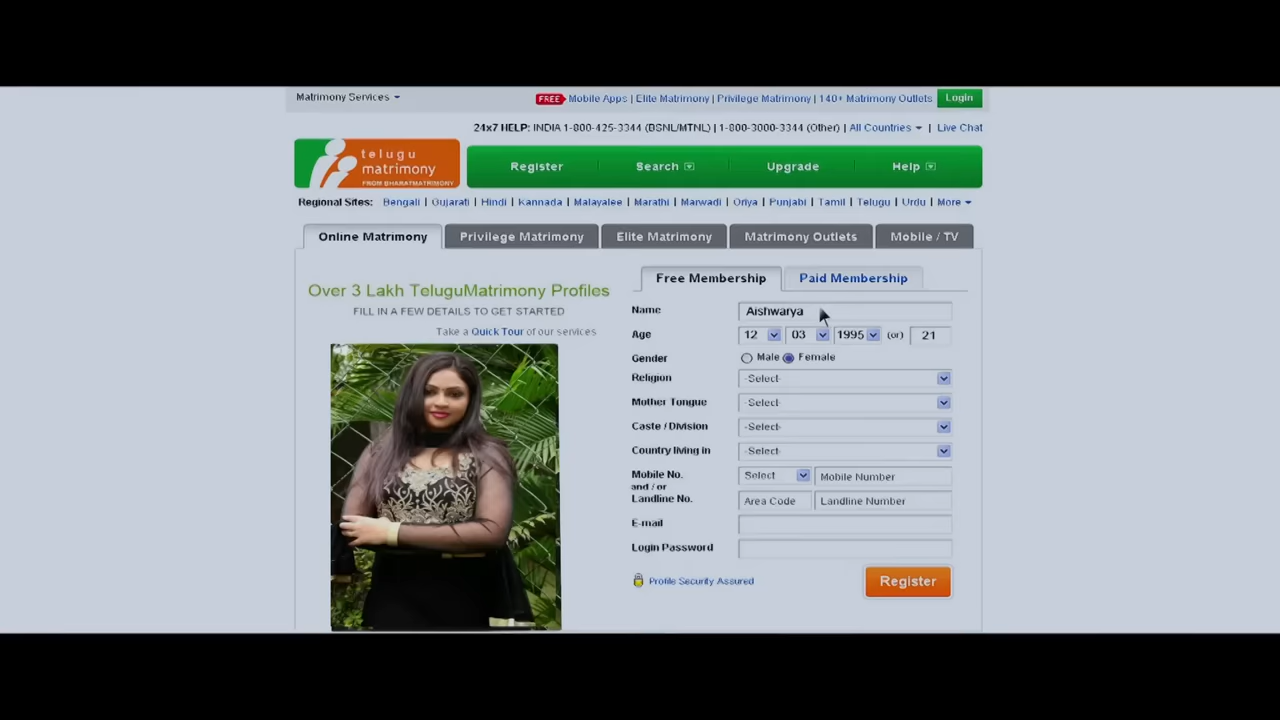 Matrimony Services
FREE Mobile Apps | Elite Matrimony | Privilege Matrimony | 140+ Matrimony Outlets Login
24x7 HELP: INDIA 1-800-425-3344 (BSNL/MTNL) | 1-800-3000-3344 (Other) | All Countries | Live Chat
telugu
matrimony
FROM BHARATMATRIMONY
Register Search Upgrade Help
Regional Sites: Bengali | Gujarati | Hindi | Kannada | Malayalee | Marathi | Marwadi | Oriya | Punjabi | Tamil | Telugu | Urdu | More
Online Matrimony Privilege Matrimony Elite Matrimony Matrimony Outlets Mobile / TV
Over 3 Lakh TeluguMatrimony Profiles
FILL IN A FEW DETAILS TO GET STARTED
Take a Quick Tour of our services
Free Membership Paid Membership
Name Aishwarya
Age 12 03 1995 (or) 21
Gender Male Female
Religion -Select-
Mother Tongue -Select-
Caste / Division -Select-
Country living in -Select-
Mobile No. Select Mobile Number
and / or
Landline No. Area Code Landline Number
E-mail
Login Password
Profile Security Assured Register